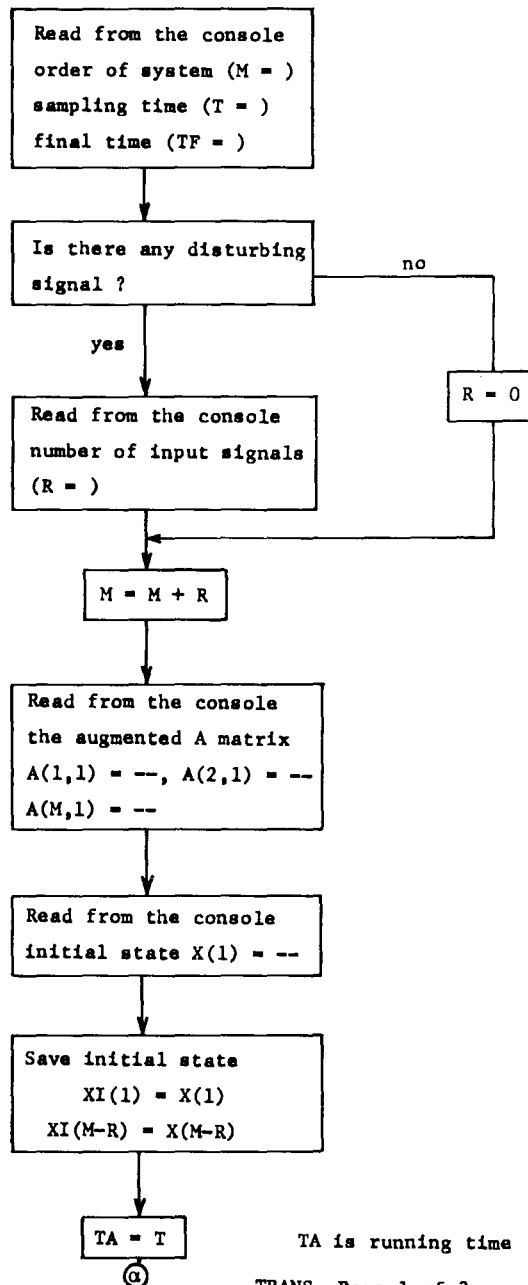 Read from the console
order of system (M = )
sampling time (T = )
final time (TF = )
Is there any disturbing
signal ?
no
yes
R = 0
Read from the console
number of input signals
(R = )
M = M + R
Read from the console
the augmented A matrix
A(1,1) = --, A(2,1) = --
A(M,1) = --
Read from the console
initial state X(1) = --
Save initial state
XI(1) = X(1)
XI(M-R) = X(M-R)
TA = T
TA is running time
α